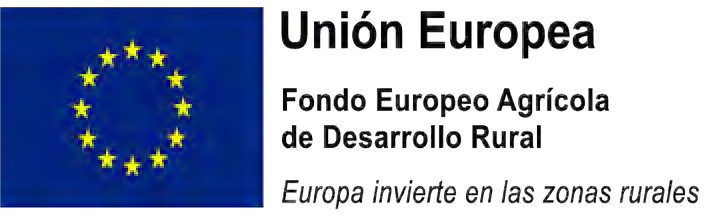 Unión Europea
Fondo Europeo Agrícola
de Desarrollo Rural
Europa invierte en las zonas rurales